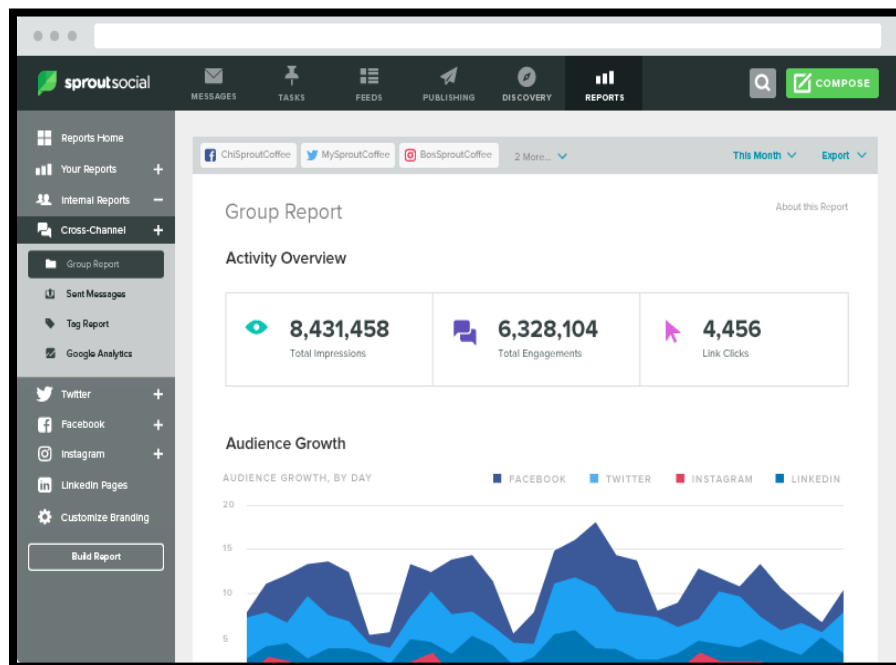 sproutsocial
MESSAGES
TASKS
FEEDS
PUBLISHING
DISCOVERY
REPORTS
COMPOSE
Reports Home
Your Reports
Internal Reports
Cross-Channel
Group Report
Sent Messages
Tag Report
Google Analytics
Twitter
Facebook
Instagram
LinkedIn Pages
Customize Branding
Build Report
ChiSproutCoffee
MySproutCoffee
BosSproutCoffee
2 More...
This Month
Export
Group Report
About this Report
Activity Overview
8,431,458
Total Impressions
6,328,104
Total Engagements
4,456
Link Clicks
Audience Growth
AUDIENCE GROWTH, BY DAY
FACEBOOK
TWITTER
INSTAGRAM
LINKEDIN
20
15
10
5